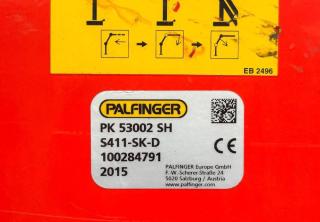 EB 2496
PALFINGER
PK 53002 SH
S411-SK-D
100284791
2015
CE
PALFINGER Europe GmbH
F.-W.-Scherer-Straße 24
5020 Salzburg / Austria
www.palfinger.com